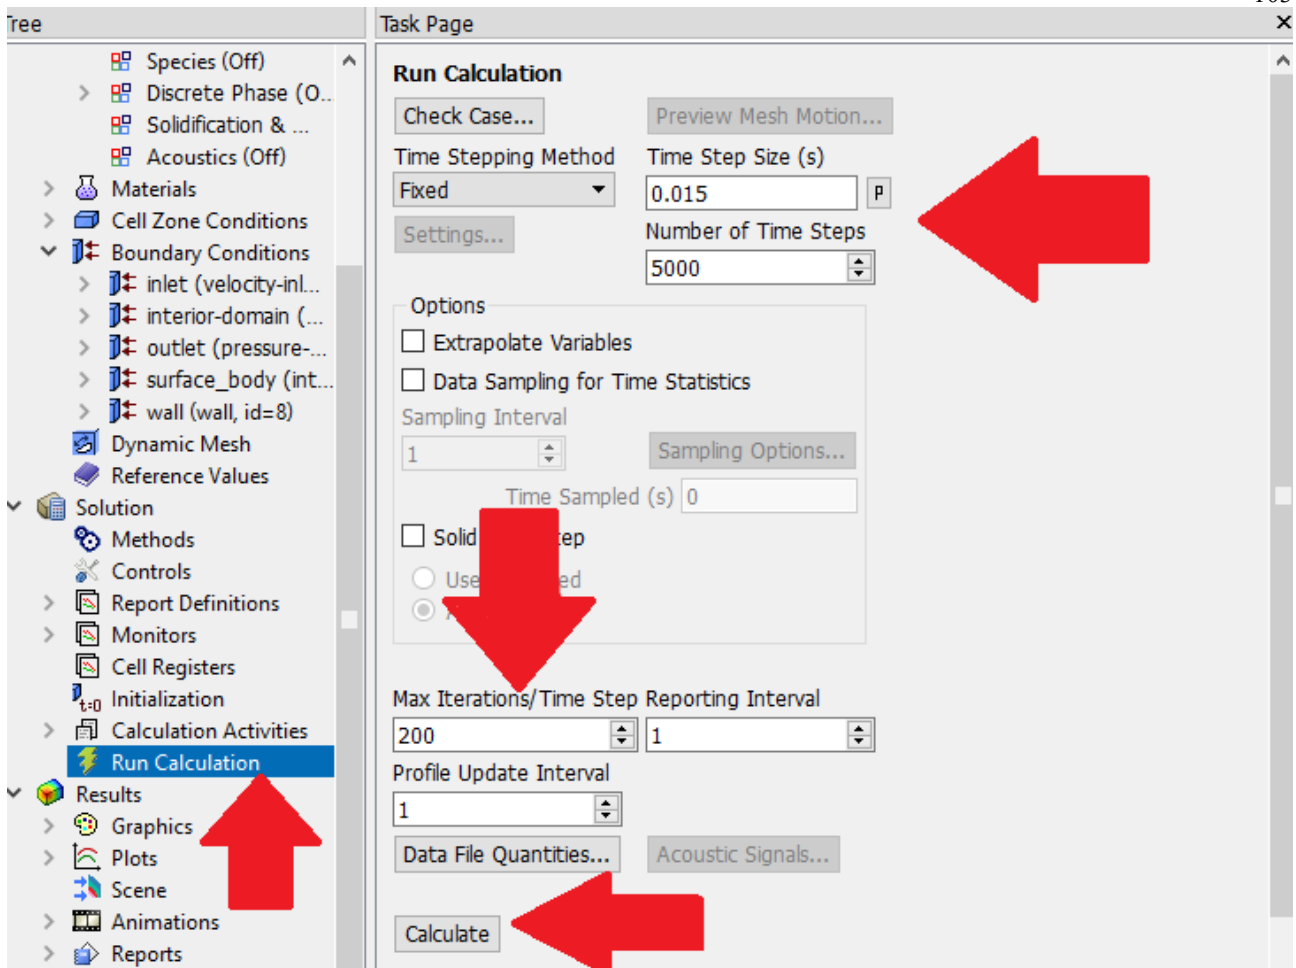 Tree
Species (Off)
Discrete Phase (O...
Solidification & ...
Acoustics (Off)
Materials
Cell Zone Conditions
Boundary Conditions
inlet (velocity-inl...
interior-domain (...
outlet (pressure-...
surface_body (int...
wall (wall, id=8)
Dynamic Mesh
Reference Values
Solution
Methods
Controls
Report Definitions
Monitors
Cell Registers
t=0 Initialization
Calculation Activities
Run Calculation
Results
Graphics
Plots
Scene
Animations
Reports
Task Page
Run Calculation
Check Case... Preview Mesh Motion...
Time Stepping Method Time Step Size (s)
Fixed 0.015 P
Settings... Number of Time Steps
5000
Options
Extrapolate Variables
Data Sampling for Time Statistics
Sampling Interval
1 Sampling Options...
Time Sampled (s) 0
Solid
Use
Max Iterations/Time Step Reporting Interval
200 1
Profile Update Interval
1
Data File Quantities... Acoustic Signals...
Calculate